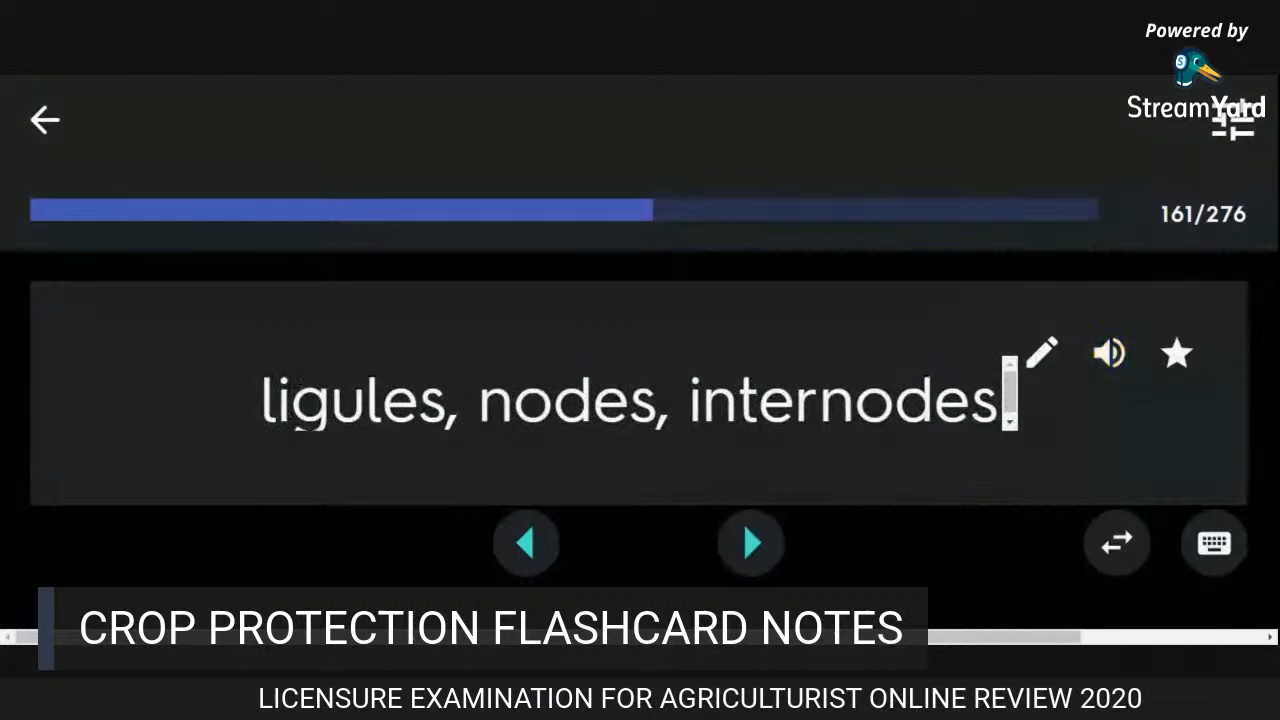 Powered by
StreamYard
161/276
ligules, nodes, internodes
CROP PROTECTION FLASHCARD NOTES
LICENSURE EXAMINATION FOR AGRICULTURIST ONLINE REVIEW 2020